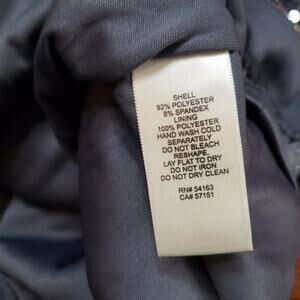 SHELL
92% POLYESTER
8% SPANDEX
LINING
100% POLYESTER
HAND WASH COLD
SEPARATELY
DO NOT BLEACH
RESHAPE,
LAY FLAT TO DRY
DO NOT IRON
DO NOT DRY CLEAN
RN# 54163
CA# 57151